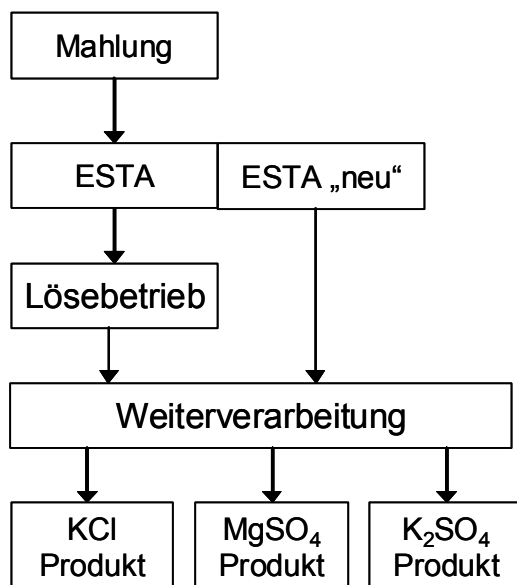 Mahlung
ESTA
ESTA „neu“
Lösebetrieb
Weiterverarbeitung
KCl
Produkt
MgSO₄
Produkt
K₂SO₄
Produkt